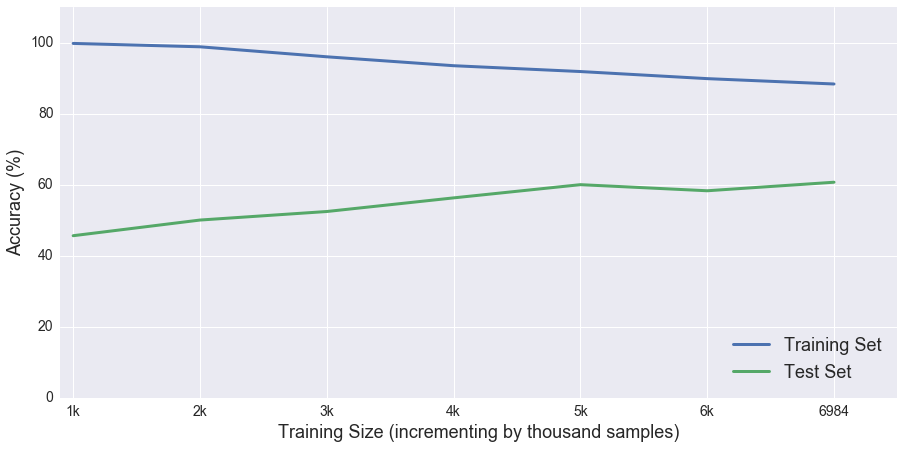 Accuracy (%)
100
80
60
40
20
0
1k 2k 3k 4k 5k 6k 6984
Training Size (incrementing by thousand samples)
Training Set
Test Set